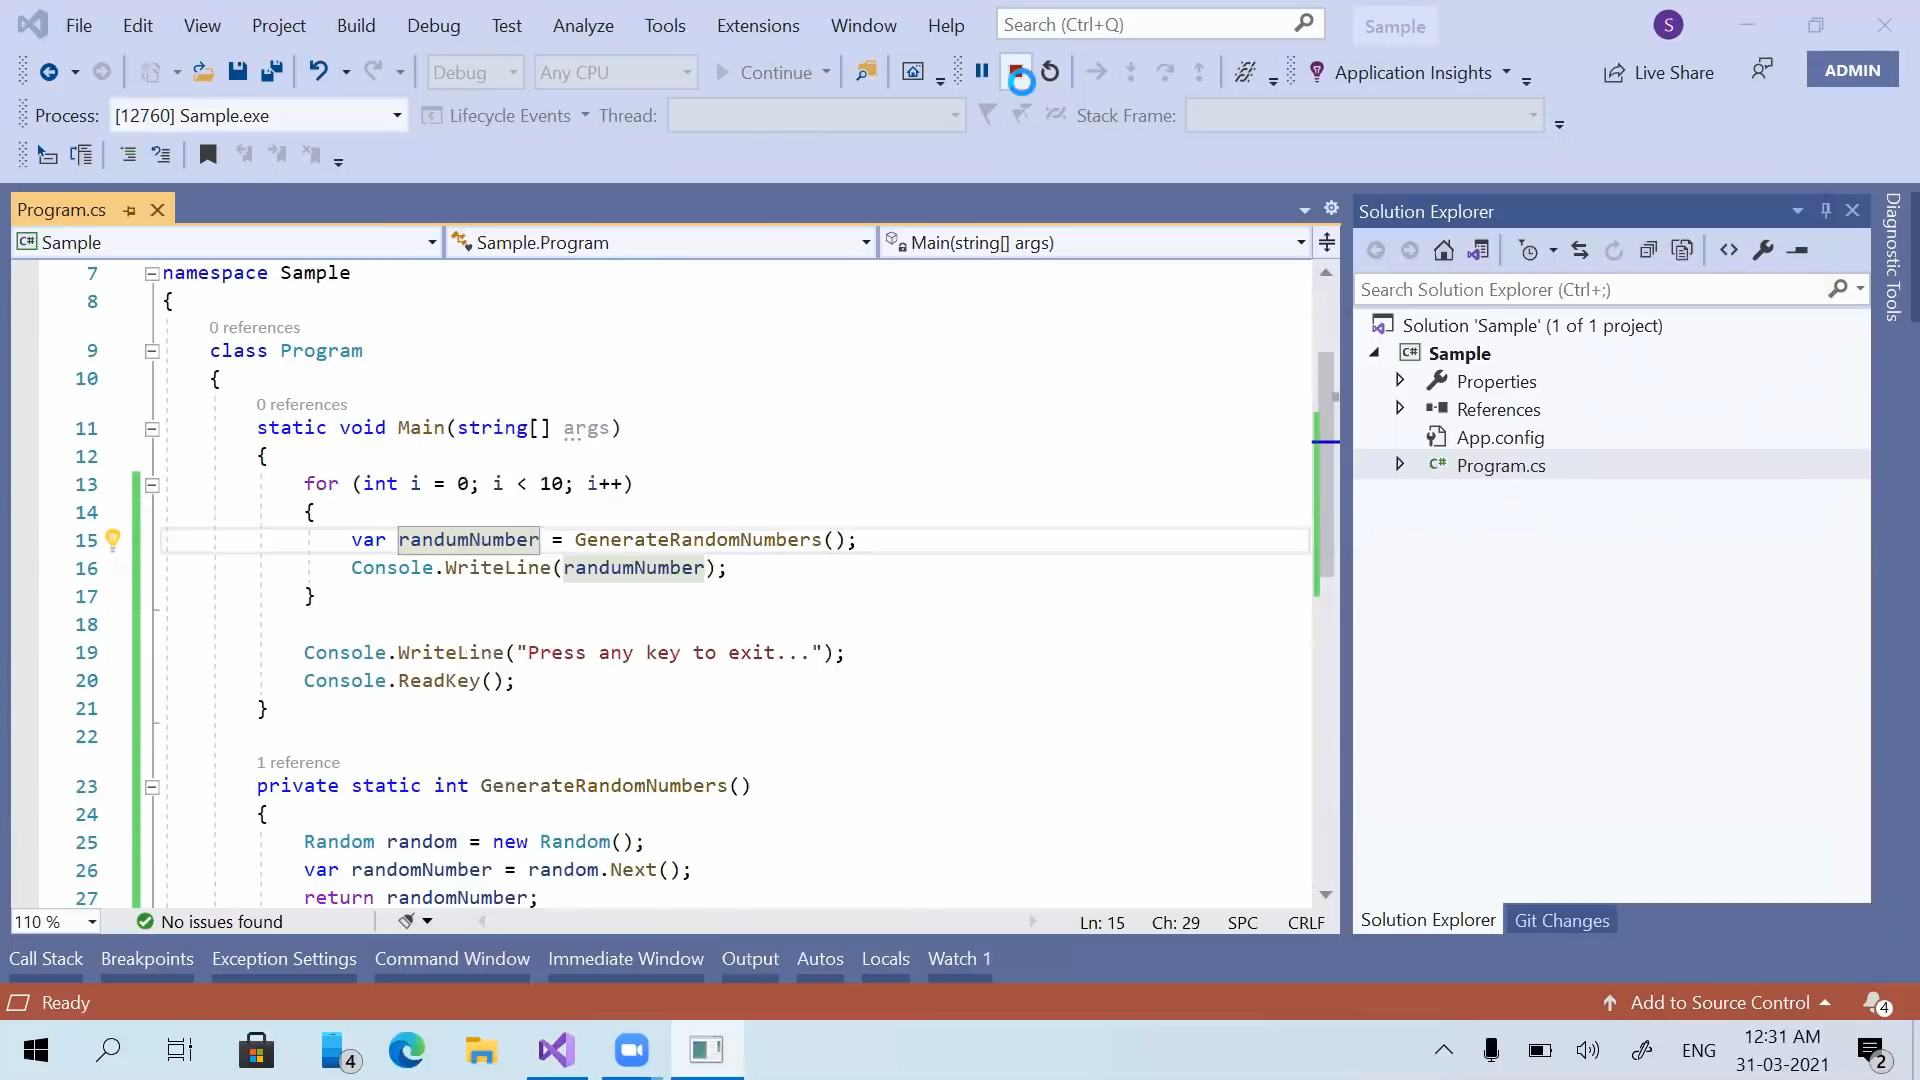 File Edit View Project Build Debug Test Analyze Tools Extensions Window Help Search (Ctrl+Q) Sample S
Debug Any CPU Continue Application Insights Live Share ADMIN
Process: [12760] Sample.exe Lifecycle Events Thread: Stack Frame:
Program.cs
Sample Sample.Program Main(string[] args)
7 namespace Sample
8 {
0 references
9 class Program
10 {
0 references
11 static void Main(string[] args)
12 {
13 for (int i = 0; i < 10; i++)
14 {
15 var randumNumber = GenerateRandomNumbers();
16 Console.WriteLine(randumNumber);
17 }
18
19 Console.WriteLine("Press any key to exit...");
20 Console.ReadKey();
21 }
22
1 reference
23 private static int GenerateRandomNumbers()
24 {
25 Random random = new Random();
26 var randomNumber = random.Next();
27 return randomNumber;
110 % No issues found Ln: 15 Ch: 29 SPC CRLF
Solution Explorer
Search Solution Explorer (Ctrl+;)
Solution 'Sample' (1 of 1 project)
C# Sample
Properties
References
App.config
C# Program.cs
Solution Explorer Git Changes
Diagnostic Tools
Call Stack Breakpoints Exception Settings Command Window Immediate Window Output Autos Locals Watch 1
Ready Add to Source Control 4
4 ENG 12:31 AM
31-03-2021 2